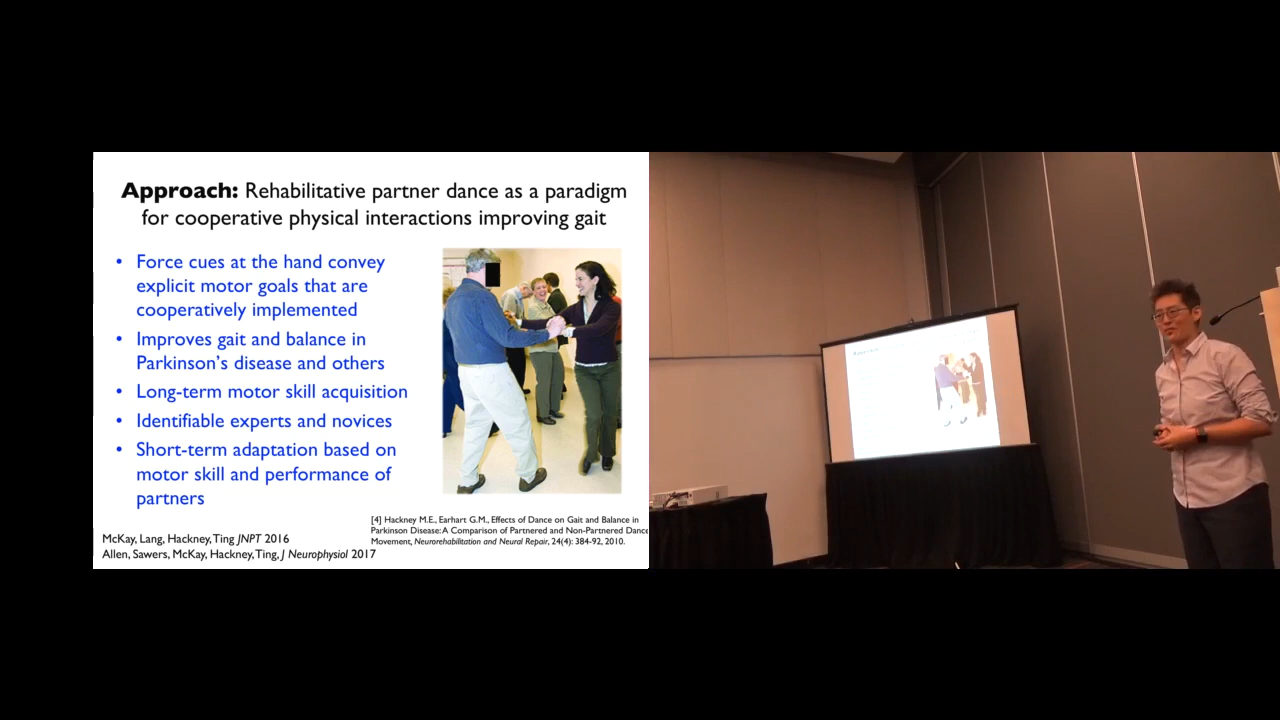 Approach: Rehabilitative partner dance as a paradigm
for cooperative physical interactions improving gait
• Force cues at the hand convey
explicit motor goals that are
cooperatively implemented
• Improves gait and balance in
Parkinson's disease and others
• Long-term motor skill acquisition
• Identifiable experts and novices
• Short-term adaptation based on
motor skill and performance of
partners
[4] Hackney M.E., Earhart G.M., Effects of Dance on Gait and Balance in
Parkinson Disease: A Comparison of Partnered and Non-Partnered Dance
Movement, Neurorehabilitation and Neural Repair, 24(4): 384-92, 2010.
McKay, Lang, Hackney, Ting JNPT 2016
Allen, Sawers, McKay, Hackney, Ting, J Neurophysiol 2017